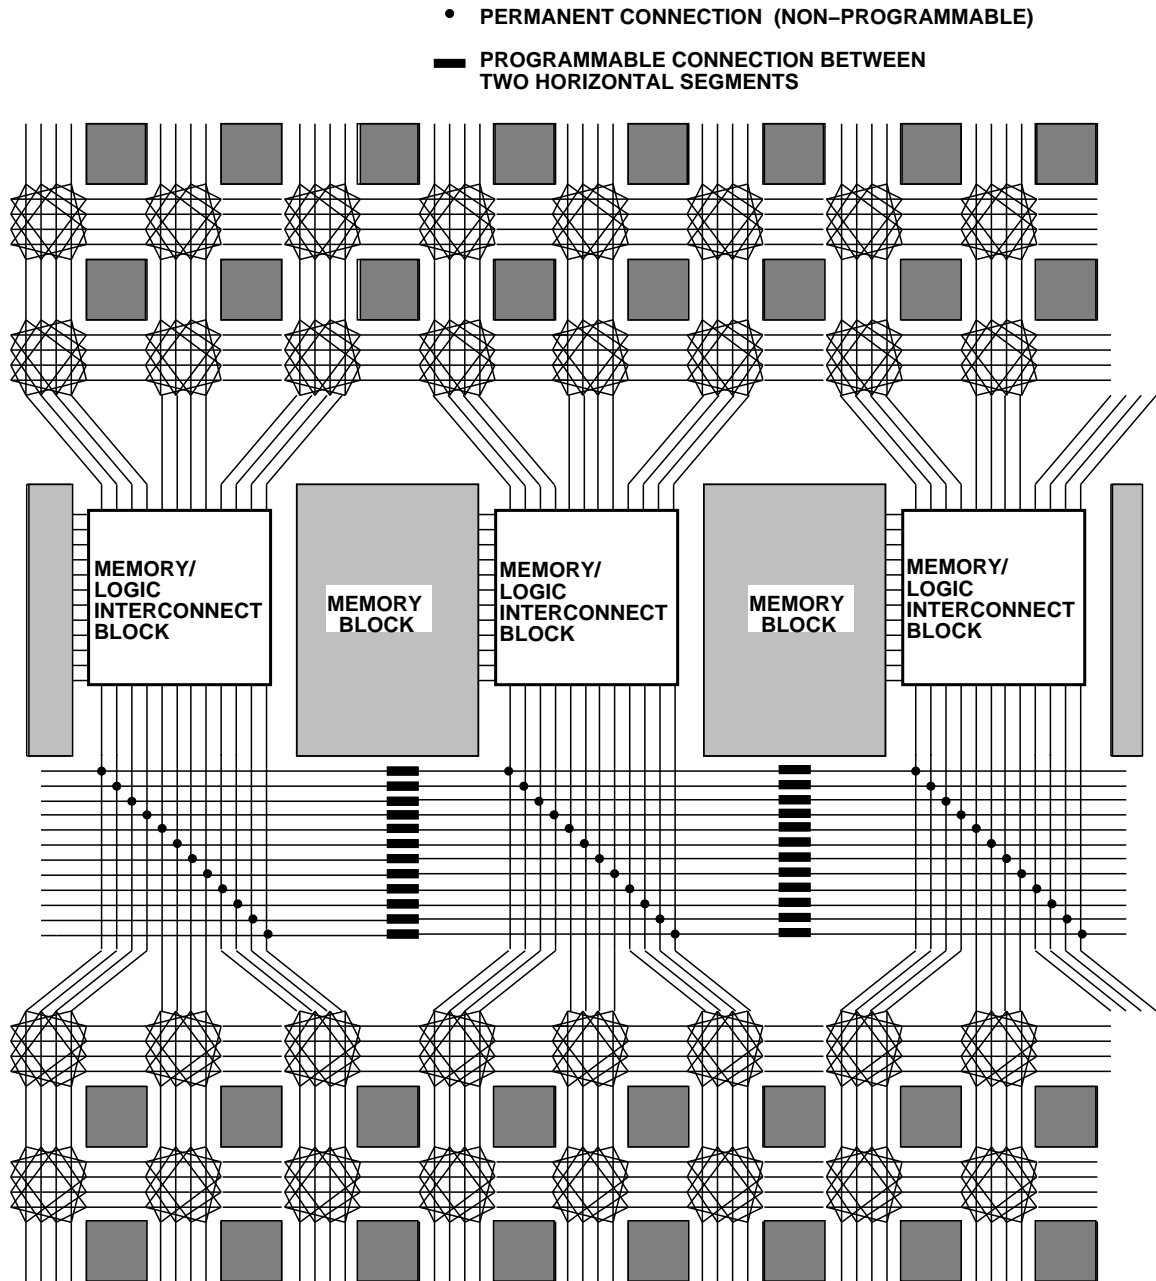 PERMANENT CONNECTION (NON–PROGRAMMABLE)
PROGRAMMABLE CONNECTION BETWEEN
TWO HORIZONTAL SEGMENTS
MEMORY/
LOGIC
INTERCONNECT
BLOCK
MEMORY
BLOCK
MEMORY/
LOGIC
INTERCONNECT
BLOCK
MEMORY
BLOCK
MEMORY/
LOGIC
INTERCONNECT
BLOCK